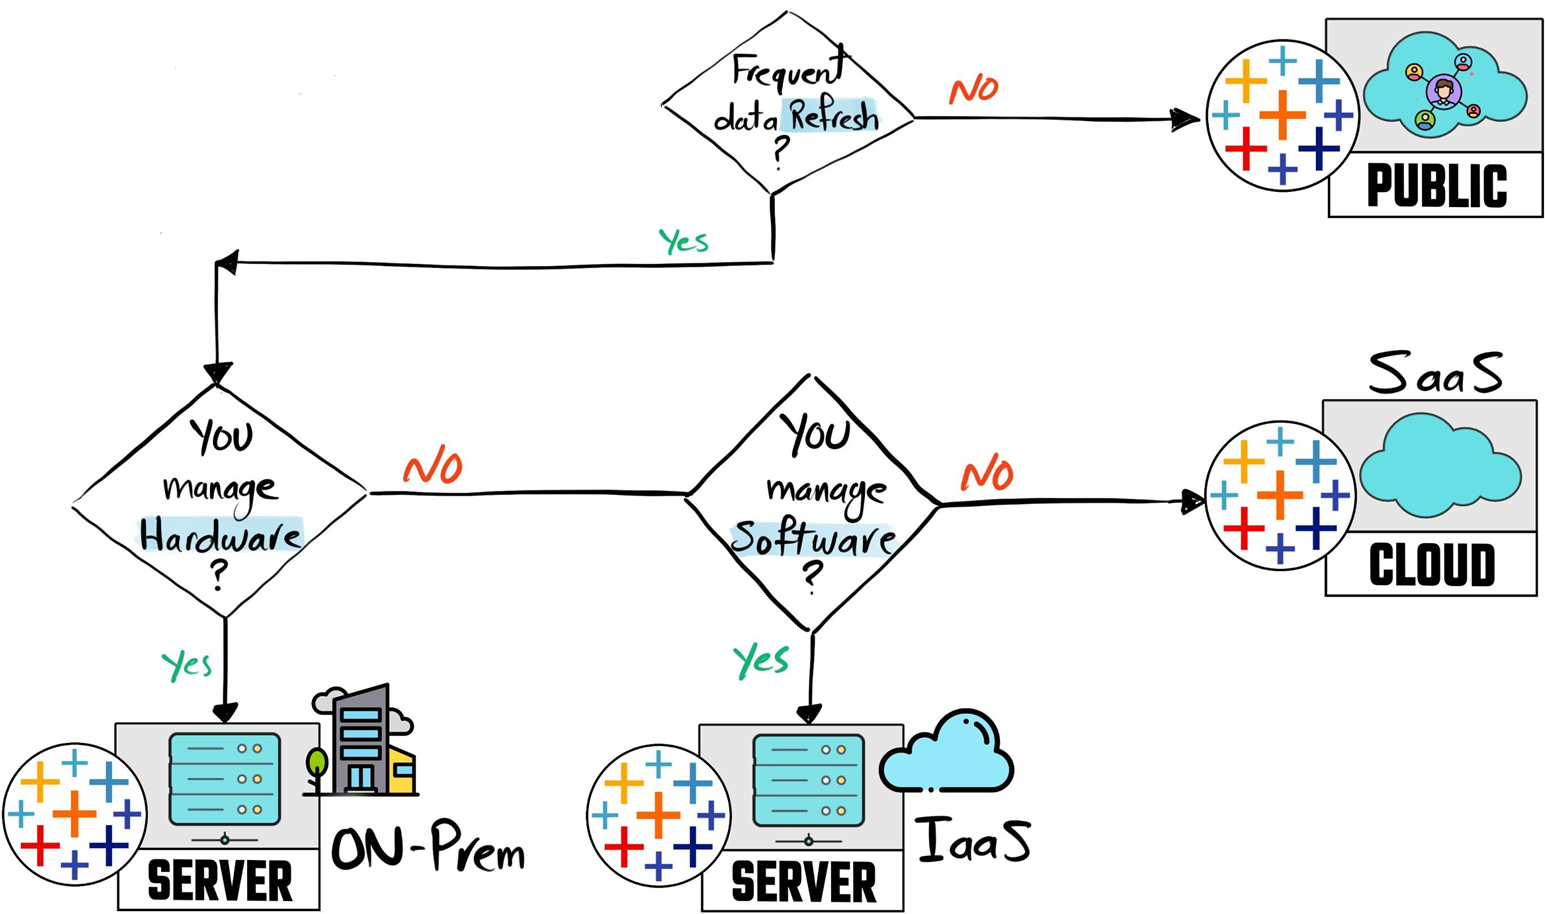 Frequent
data Refresh
?
NO
PUBLIC
Yes
SaaS
YOU
manage
Hardware
?
NO
YOU
manage
Software
?
NO
CLOUD
Yes
Yes
SERVER
ON-Prem
SERVER
IaaS